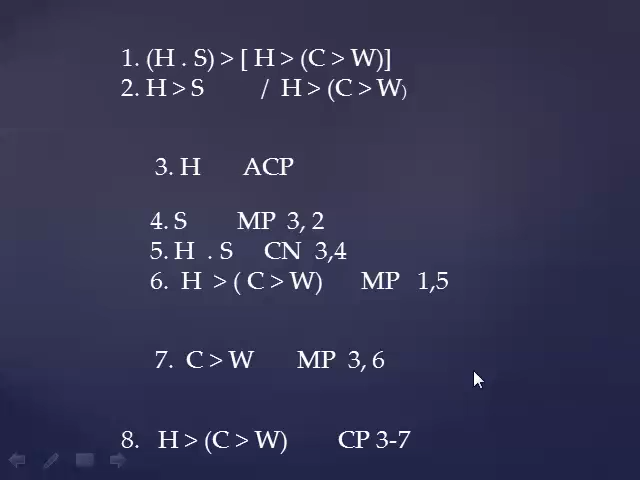 1. (H . S) > [ H > (C > W)]
2. H > S / H > (C > W)
3. H ACP
4. S MP 3, 2
5. H . S CN 3,4
6. H > ( C > W) MP 1,5
7. C > W MP 3, 6
8. H > (C > W) CP 3-7